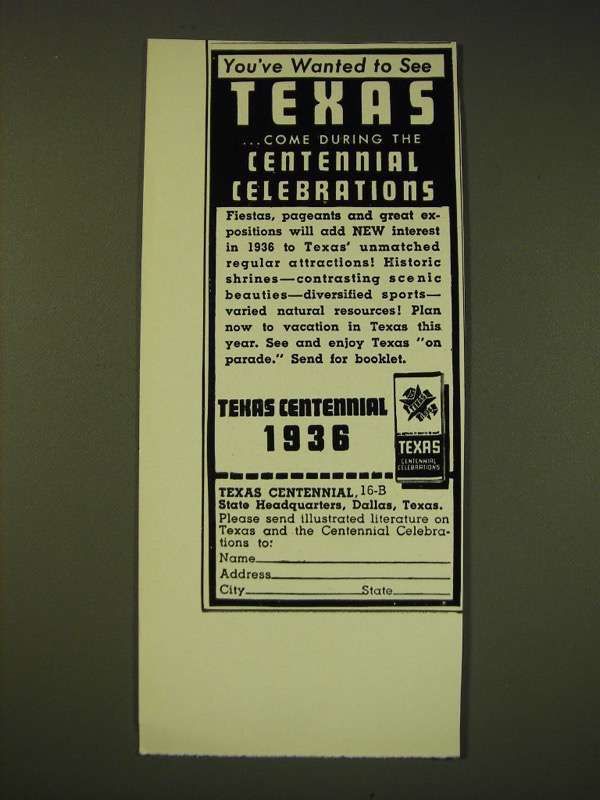 You've Wanted to See
TEXAS
...COME DURING THE
CENTENNIAL
CELEBRATIONS
Fiestas, pageants and great ex-
positions will add NEW interest
in 1936 to Texas' unmatched
regular attractions! Historic
shrines—contrasting scenic
beauties—diversified sports—
varied natural resources! Plan
now to vacation in Texas this
year. See and enjoy Texas "on
parade." Send for booklet.
TEXAS CENTENNIAL
1936
TEXAS
CENTENNIAL
CELEBRATIONS
TEXAS CENTENNIAL, 16-B
State Headquarters, Dallas, Texas.
Please send illustrated literature on
Texas and the Centennial Celebra-
tions to:
Name
Address
City State